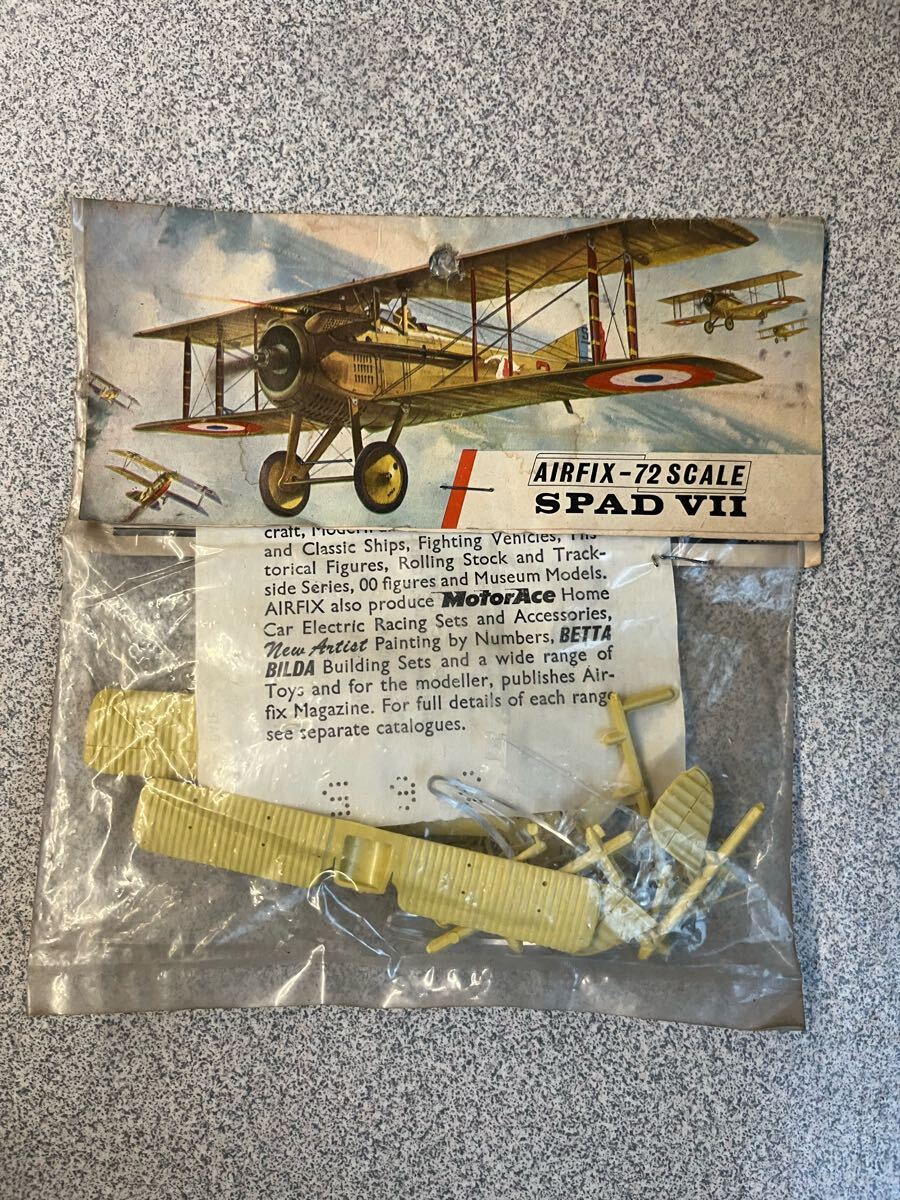 AIRFIX-72 SCALE
SPAD VII
craft,
and Classic Ships, Fighting Vehicles, His-
torical Figures, Rolling Stock and Track-
side Series, 00 figures and Museum Models.
AIRFIX also produce MotorAce Home
Car Electric Racing Sets and Accessories,
New Artist Painting by Numbers, BETTA
BILDA Building Sets and a wide range of
Toys and for the modeller, publishes Air-
fix Magazine. For full details of each range
see separate catalogues.